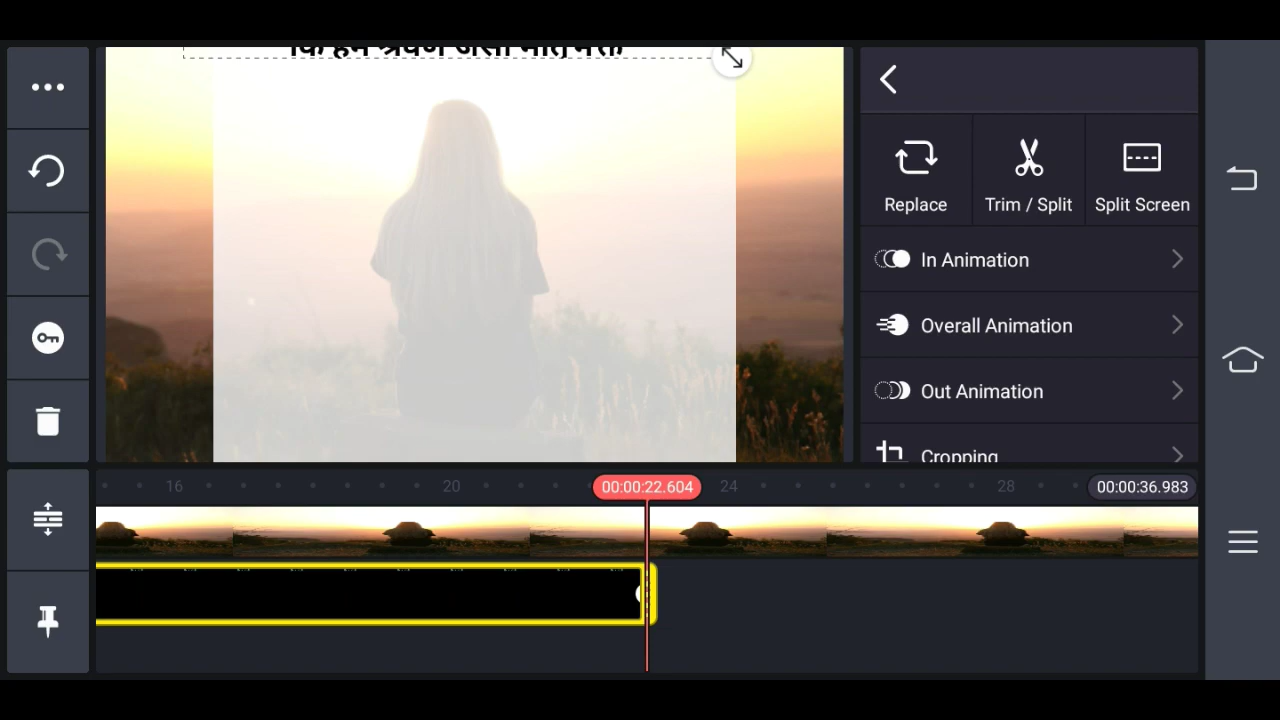 Replace
Trim / Split
Split Screen
In Animation
Overall Animation
Out Animation
Cropping
16
20
00:00:22.604
24
28
00:00:36.983